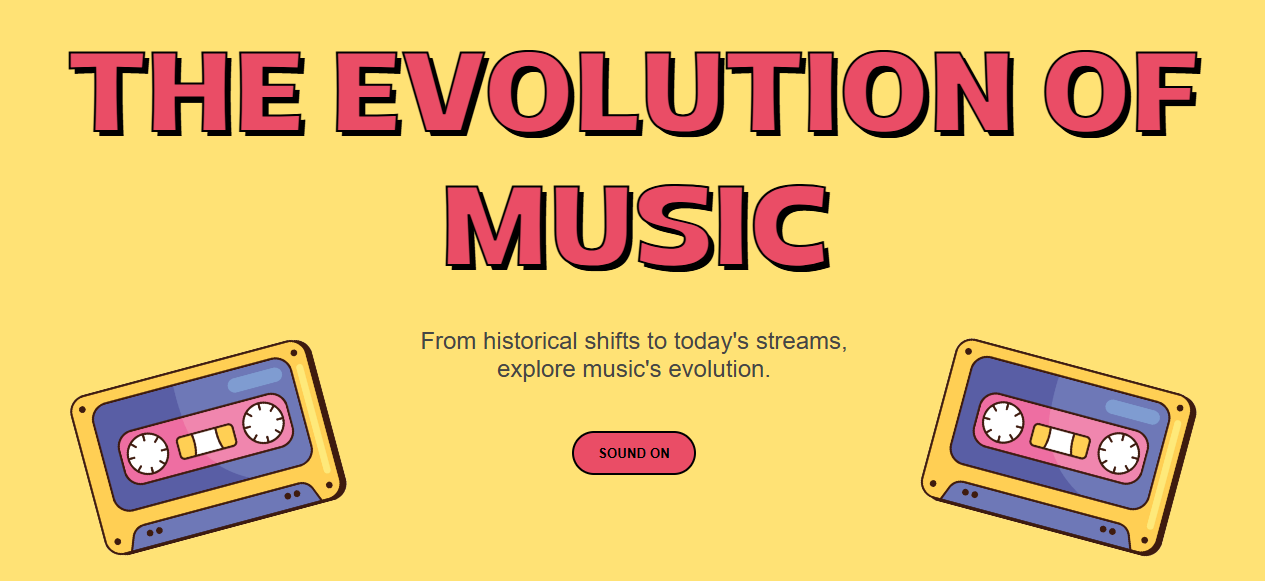 THE EVOLUTION OF
MUSIC
From historical shifts to today's streams,
explore music's evolution.
SOUND ON